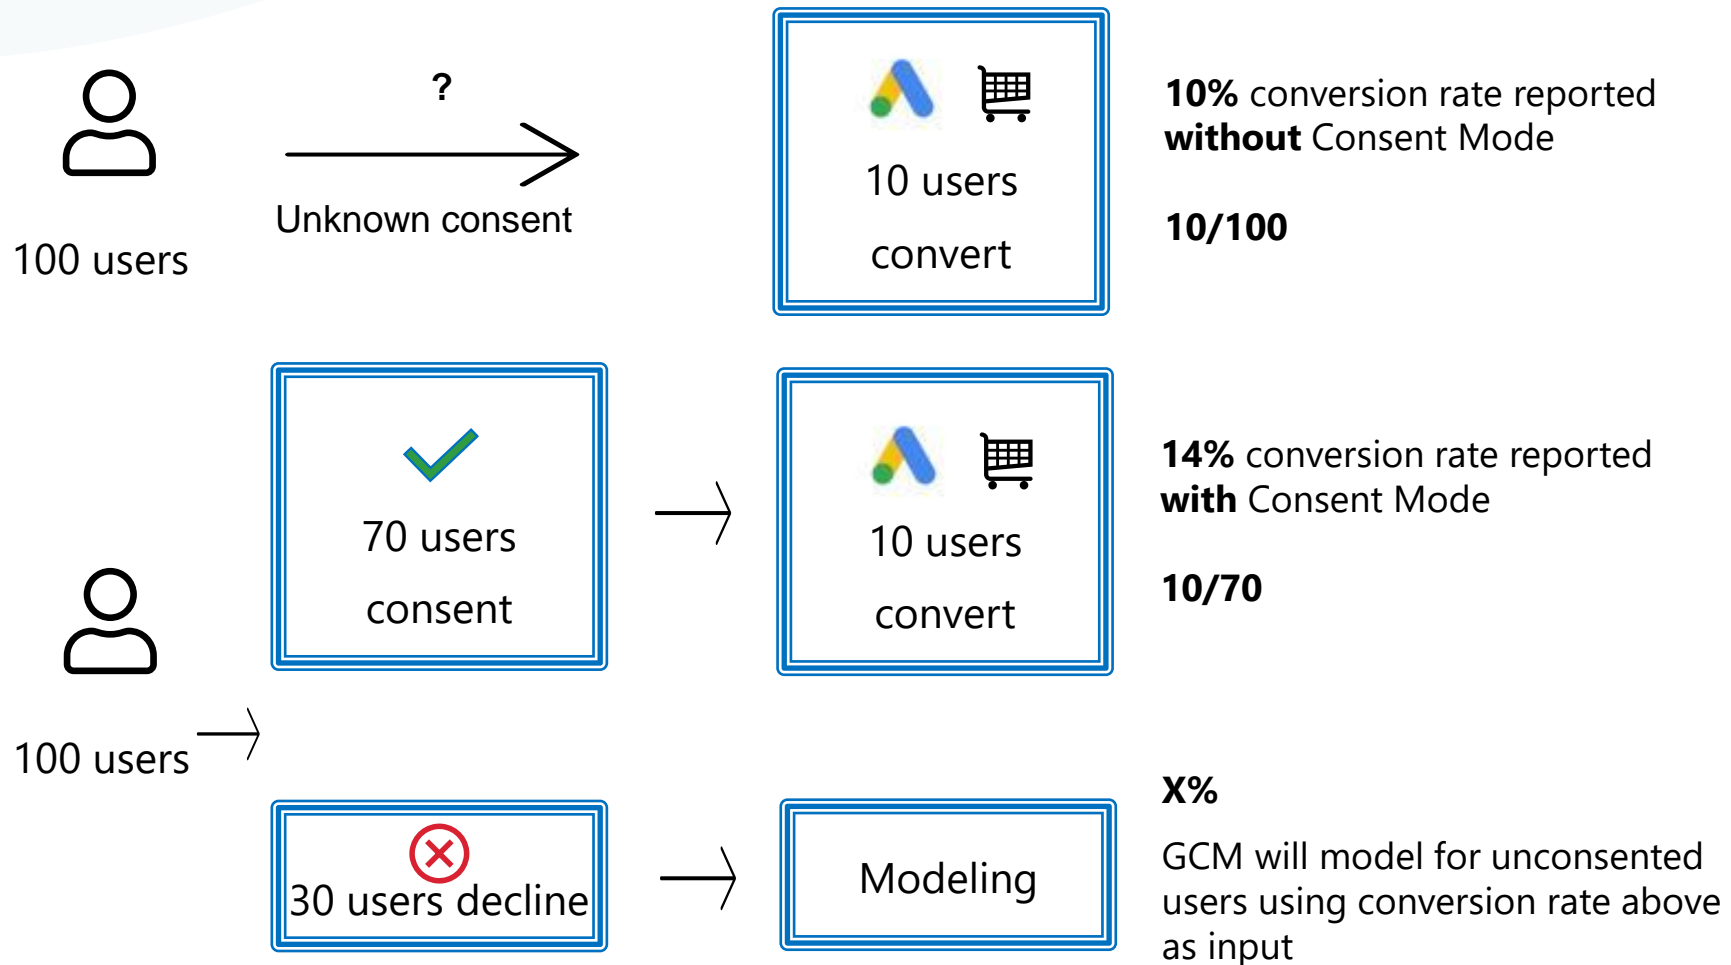 ?
Unknown consent
100 users
10 users
convert
10% conversion rate reported
without Consent Mode
10/100
70 users
consent
10 users
convert
14% conversion rate reported
with Consent Mode
10/70
100 users
30 users decline
Modeling
X%
GCM will model for unconsented
users using conversion rate above
as input